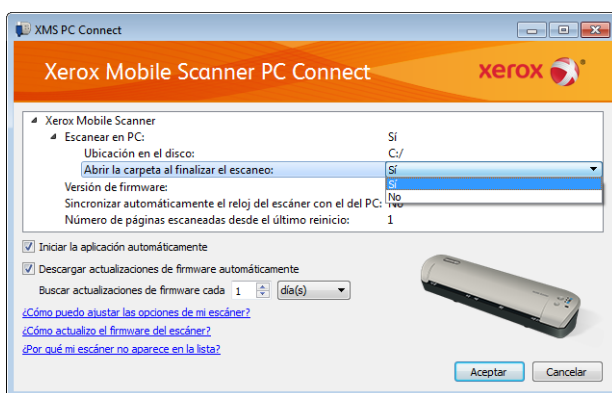 XMS PC Connect
Xerox Mobile Scanner PC Connect
xerox
Xerox Mobile Scanner
Escanear en PC: Sí
Ubicación en el disco: C:/
Abrir la carpeta al finalizar el escaneo: Sí
Sí
Versión de firmware:
No
Sincronizar automáticamente el reloj del escáner con el del PC: No
Número de páginas escaneadas desde el último reinicio: 1
Iniciar la aplicación automáticamente
Descargar actualizaciones de firmware automáticamente
Buscar actualizaciones de firmware cada 1 día(s)
¿Cómo puedo ajustar las opciones de mi escáner?
¿Cómo actualizo el firmware del escáner?
¿Por qué mi escáner no aparece en la lista?
Aceptar Cancelar